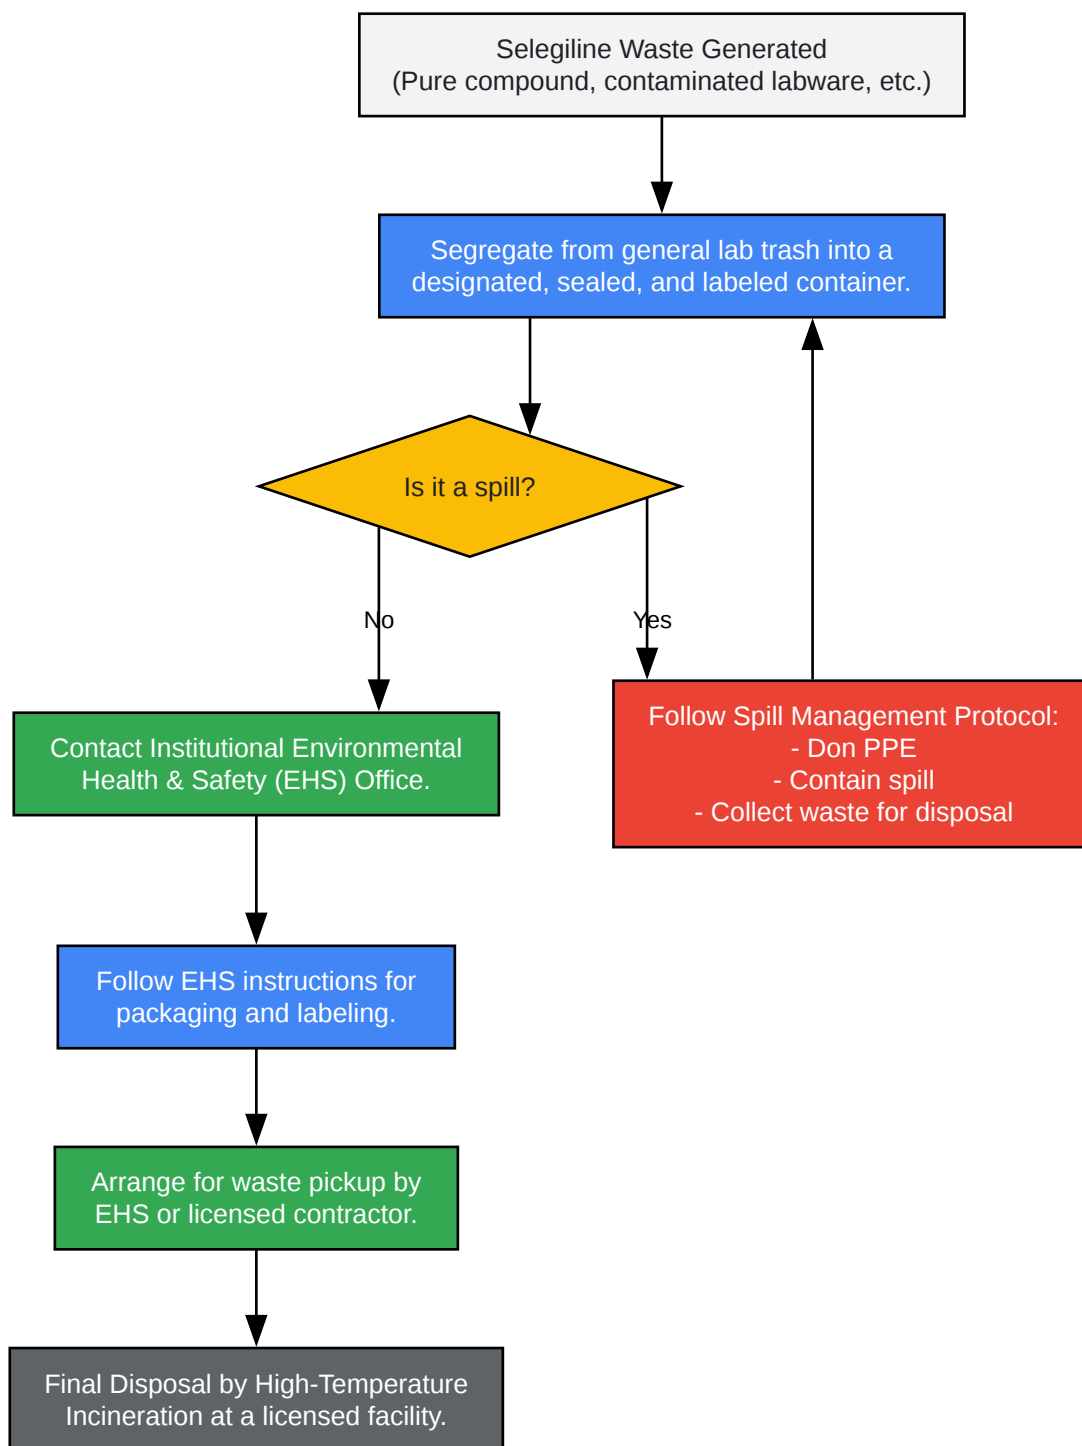 Selegiline Waste Generated
(Pure compound, contaminated labware, etc.)
Segregate from general lab trash into a
designated, sealed, and labeled container.
Is it a spill?
No
Yes
Follow Spill Management Protocol:
- Don PPE
- Contain spill
- Collect waste for disposal
Contact Institutional Environmental
Health & Safety (EHS) Office.
Follow EHS instructions for
packaging and labeling.
Arrange for waste pickup by
EHS or licensed contractor.
Final Disposal by High-Temperature
Incineration at a licensed facility.